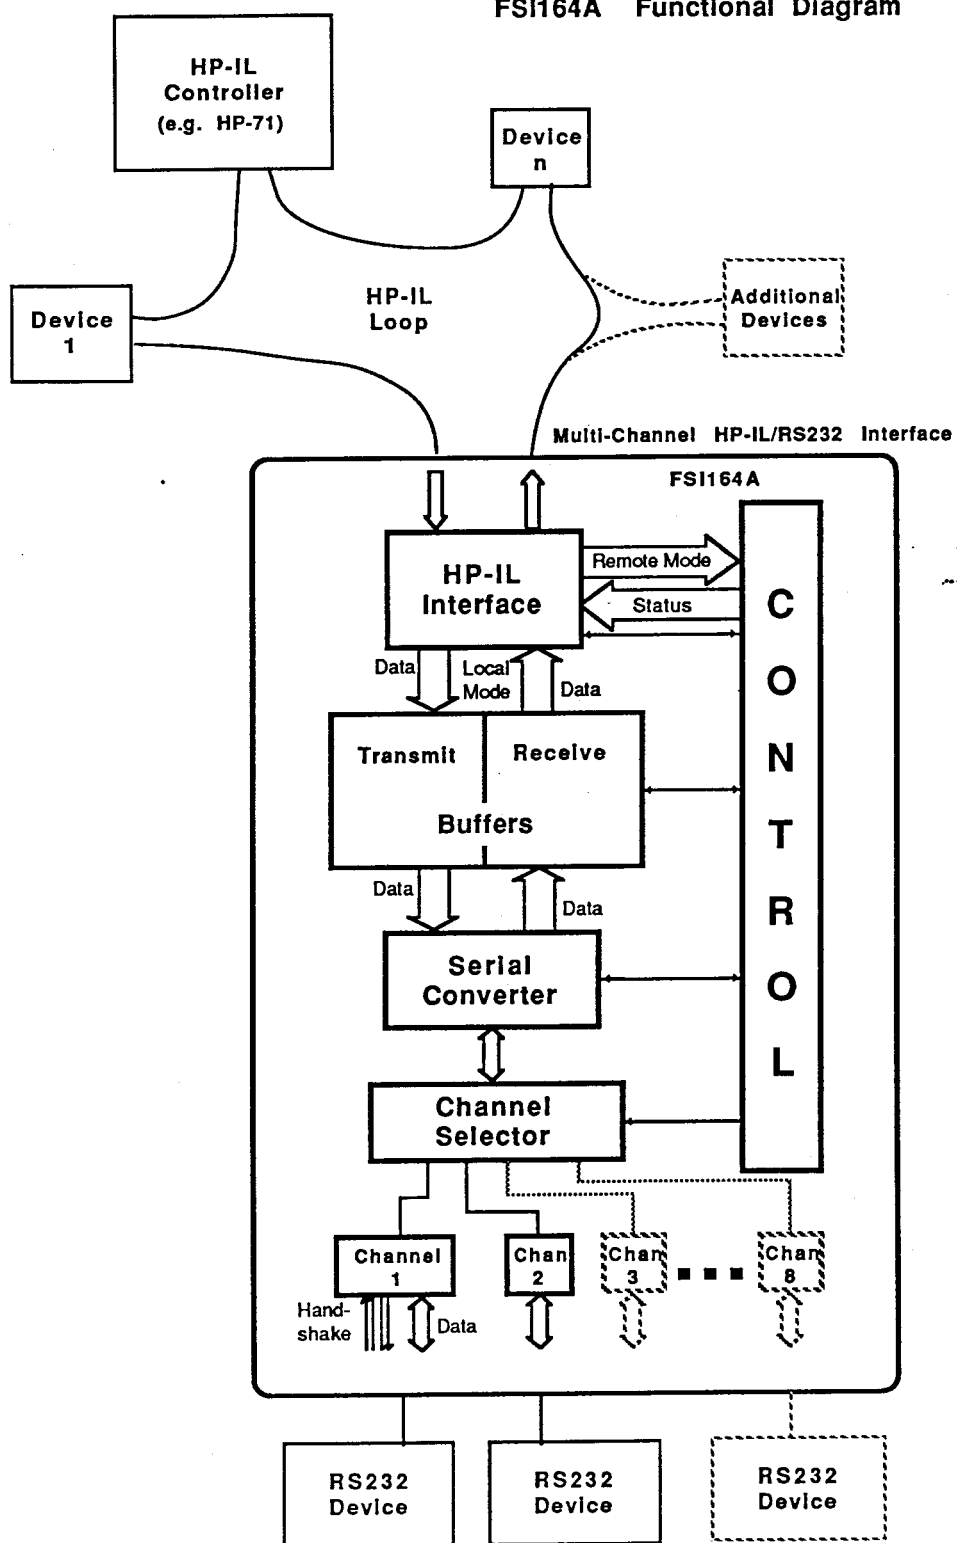 FSI164A Functional Diagram
HP-IL
Controller
(e.g. HP-71)
Device
n
Device
1
HP-IL
Loop
Additional
Devices
Multi-Channel HP-IL/RS232 Interface
FSI164A
HP-IL
Interface
Remote Mode
Status
Data
Local
Mode
Data
Transmit
Receive
Buffers
Data
Data
Serial
Converter
Channel
Selector
C
O
N
T
R
O
L
Channel
1
Chan
2
Chan
3
Chan
8
Hand-
shake
Data
RS232
Device
RS232
Device
RS232
Device